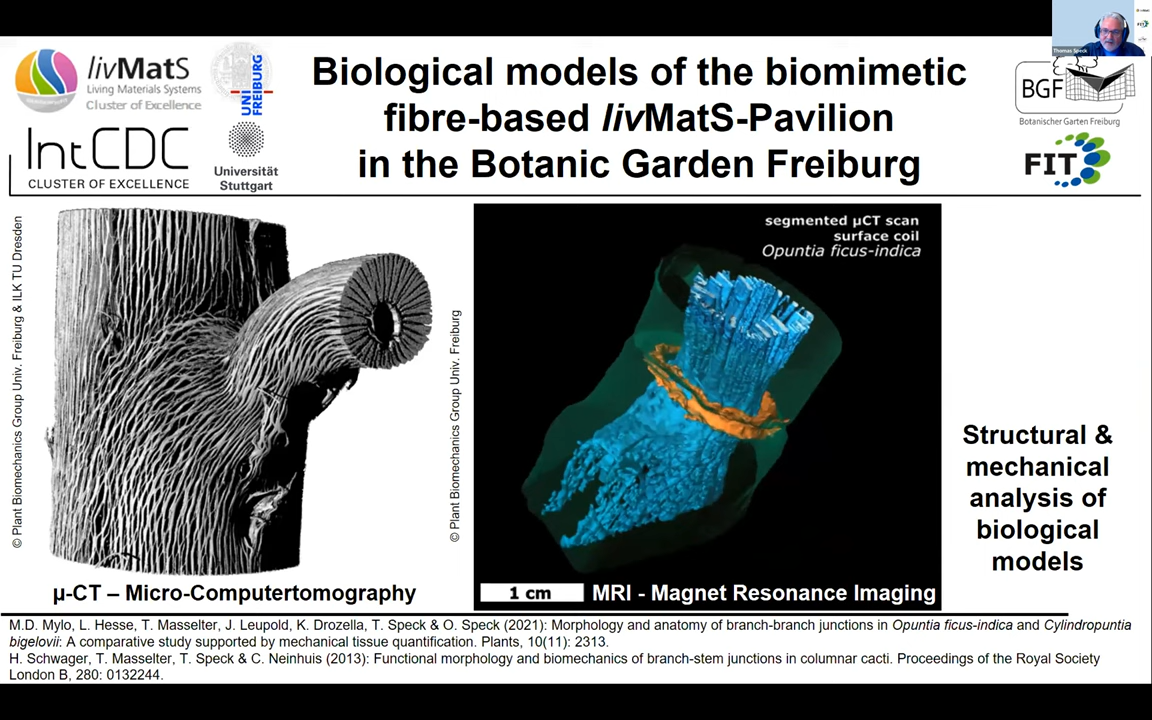 Thomas Speck
livMatS
Living Materials Systems
Cluster of Excellence
UNI
FREIBURG
IntCDC
CLUSTER OF EXCELLENCE
Universität
Stuttgart
Biological models of the biomimetic
fibre-based livMatS-Pavilion
in the Botanic Garden Freiburg
BGF
Botanischer Garten Freiburg
FIT
© Plant Biomechanics Group Univ. Freiburg & ILK TU Dresden
µ-CT – Micro-Computertomography
© Plant Biomechanics Group Univ. Freiburg
segmented µCT scan
surface coil
Opuntia ficus-indica
1 cm
MRI - Magnet Resonance Imaging
Structural &
mechanical
analysis of
biological
models
M.D. Mylo, L. Hesse, T. Masselter, J. Leupold, K. Drozella, T. Speck & O. Speck (2021): Morphology and anatomy of branch-branch junctions in Opuntia ficus-indica and Cylindropuntia
bigelovii: A comparative study supported by mechanical tissue quantification. Plants, 10(11): 2313.
H. Schwager, T. Masselter, T. Speck & C. Neinhuis (2013): Functional morphology and biomechanics of branch-stem junctions in columnar cacti. Proceedings of the Royal Society
London B, 280: 0132244.